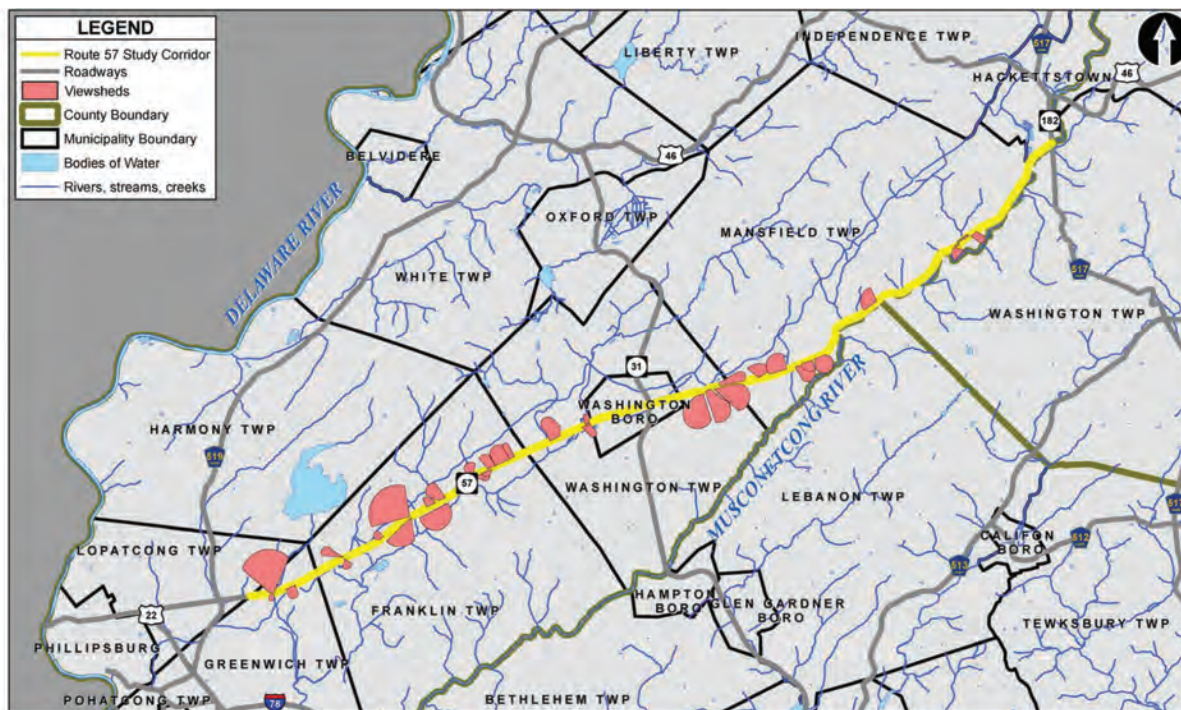 LEGEND
Route 57 Study Corridor
Roadways
Viewsheds
County Boundary
Municipality Boundary
Bodies of Water
Rivers, streams, creeks
INDEPENDENCE TWP
LIBERTY TWP
517
HACKETTSTOWN
46
182
BELVIDERE
46
DELAWARE RIVER
OXFORD TWP
MANSFIELD TWP
WHITE TWP
517
WASHINGTON TWP
31
WASHINGTON
BORO
MUSCONETCONG RIVER
HARMONY TWP
519
57
WASHINGTON TWP
LEBANON TWP
LOPATCONG TWP
CALIFON
BORO
512
513
HAMPTON
BORO
GLEN GARDNER
BORO
22
FRANKLIN TWP
TEWKSBURY TWP
PHILLIPSBURG
GREENWICH TWP
POHATCONG TWP
78
BETHLEHEM TWP